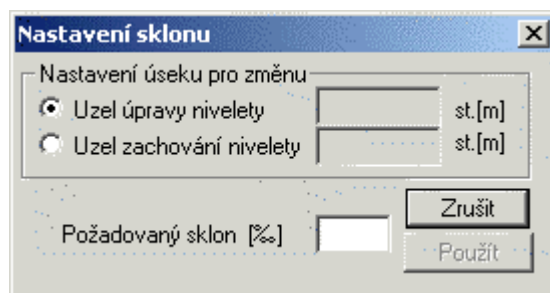 Nastavení sklonu
Nastavení úseku pro změnu
Uzel úpravy nivelety st.[m]
Uzel zachování nivelety st.[m]
Zrušit
Požadovaný sklon [‰]
Použít